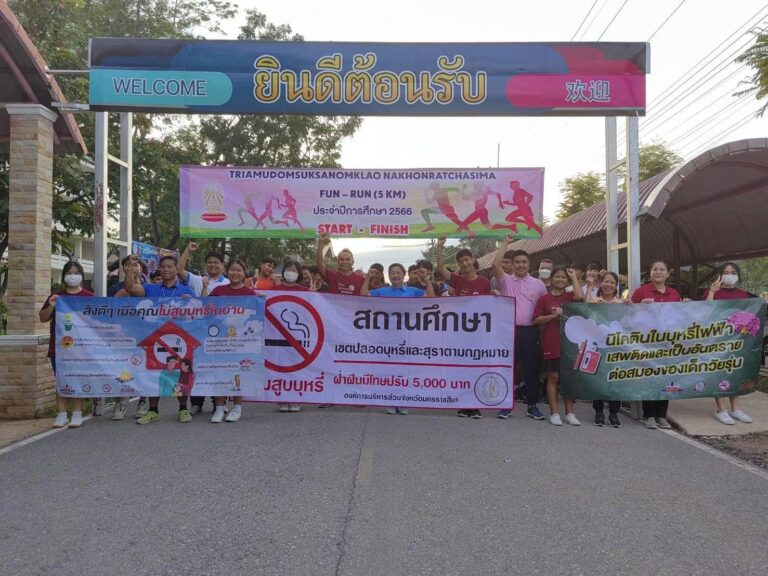 WELCOME
ยินดีต้อนรับ
欢迎
TRIAMUDOMSUKSANOMKLAO NAKHONRATCHASIMA
FUN - RUN (5 KM)
ประจำปีการศึกษา 2566
START - FINISH
สิ่งดีๆ เมื่อคุณไม่สูบบุหรี่ในบ้าน
สถานศึกษา
เขตปลอดบุหรี่และสุราตามกฎหมาย
สูบบุหรี่
ฝ่าฝืนมีโทษปรับ 5,000 บาท
องค์การบริหารส่วนจังหวัดนครราชสีมา
นิโคตินในบุหรี่ไฟฟ้า
เสพติดและเป็นอันตราย
ต่อสมองของเด็กวัยรุ่น